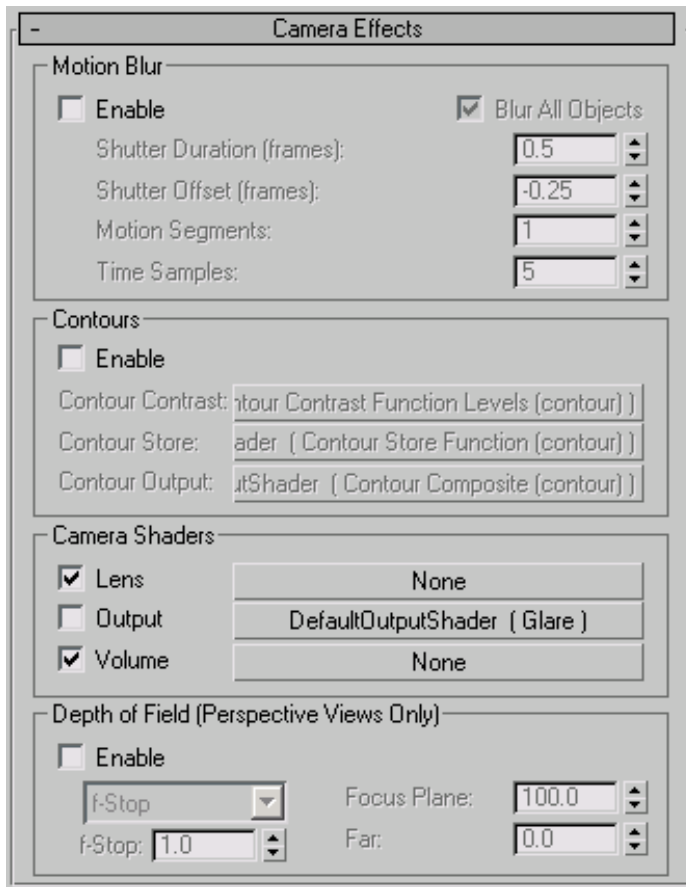 - Camera Effects
Motion Blur
Enable Blur All Objects
Shutter Duration (frames): 0.5
Shutter Offset (frames): -0.25
Motion Segments: 1
Time Samples: 5
Contours
Enable
Contour Contrast: ntour Contrast Function Levels (contour) )
Contour Store: ader ( Contour Store Function (contour) )
Contour Output: utShader ( Contour Composite (contour) )
Camera Shaders
Lens None
Output DefaultOutputShader ( Glare )
Volume None
Depth of Field (Perspective Views Only)
Enable
f-Stop Focus Plane: 100.0
f-Stop: 1.0 Far: 0.0